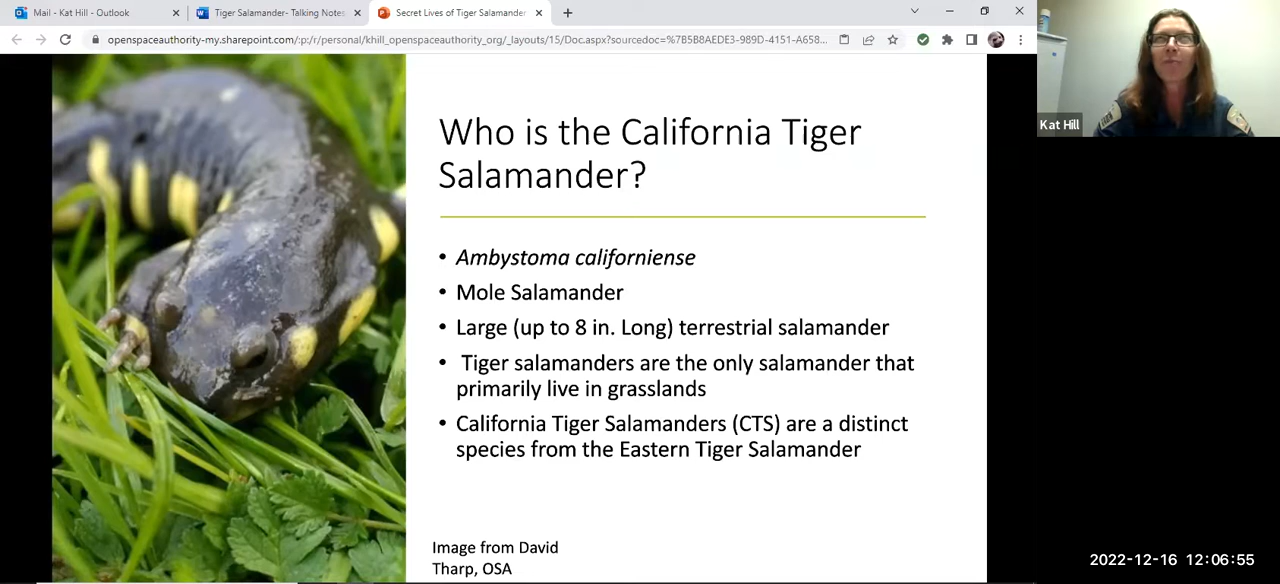 Mail - Kat Hill - Outlook
Tiger Salamander- Talking Notes
Secret Lives of Tiger Salamander
openspaceauthority-my.sharepoint.com/:p:/r/personal/khill_openspaceauthority_org/_layouts/15/Doc.aspx?sourcedoc=%7B5B8AEDE3-989D-4151-A658...
Kat Hill
Who is the California Tiger
Salamander?
• Ambystoma californiense
• Mole Salamander
• Large (up to 8 in. Long) terrestrial salamander
• Tiger salamanders are the only salamander that
primarily live in grasslands
• California Tiger Salamanders (CTS) are a distinct
species from the Eastern Tiger Salamander
Image from David
Tharp, OSA
2022-12-16 12:06:55